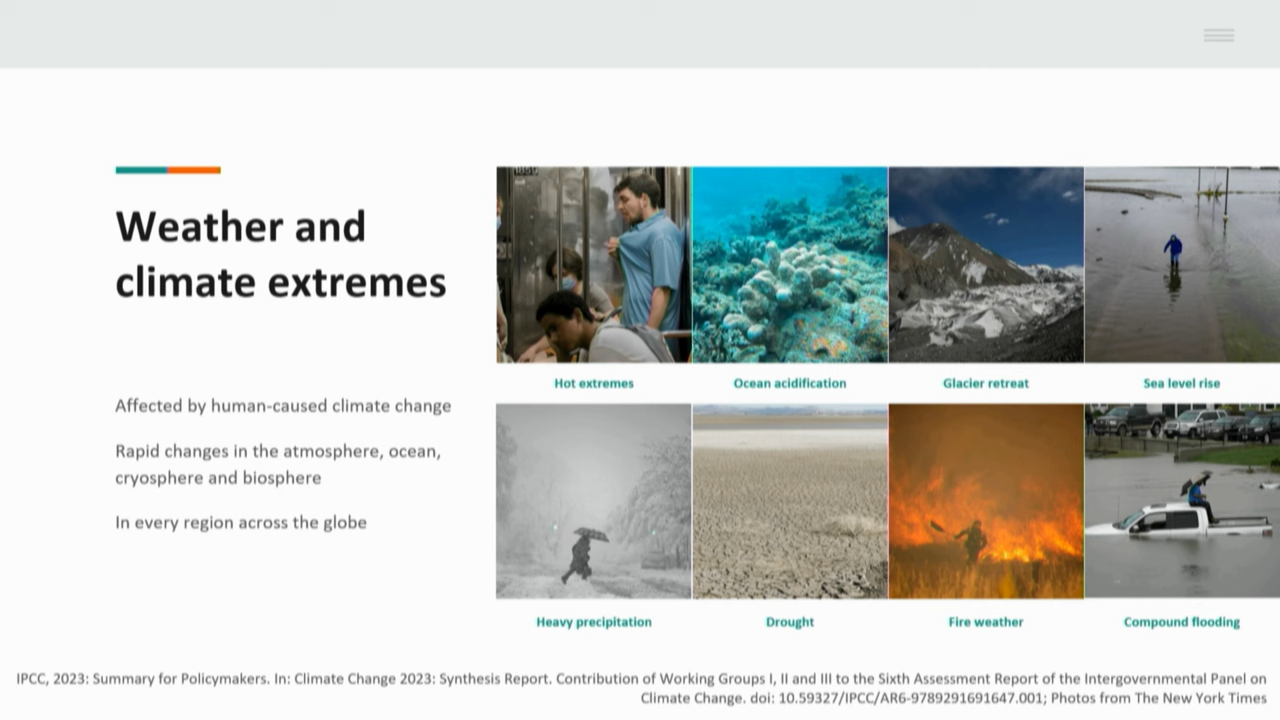 Weather and
climate extremes
Affected by human-caused climate change
Rapid changes in the atmosphere, ocean,
cryosphere and biosphere
In every region across the globe
Hot extremes
Ocean acidification
Glacier retreat
Sea level rise
Heavy precipitation
Drought
Fire weather
Compound flooding
IPCC, 2023: Summary for Policymakers. In: Climate Change 2023: Synthesis Report. Contribution of Working Groups I, II and III to the Sixth Assessment Report of the Intergovernmental Panel on
Climate Change. doi: 10.59327/IPCC/AR6-9789291691647.001; Photos from The New York Times